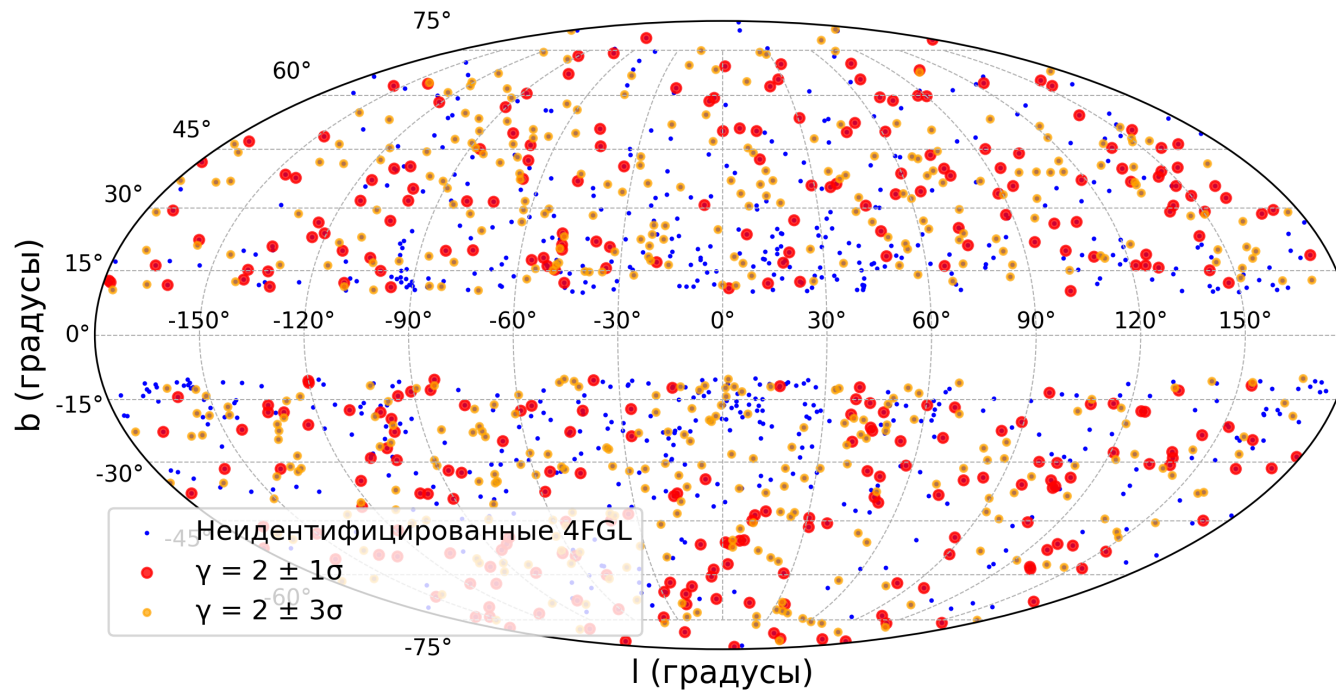 75°
60°
45°
30°
15°
0°
-15°
-30°
-45°
-60°
-75°
-150° -120° -90° -60° -30° 0° 30° 60° 90° 120° 150°
b (градусы)
l (градусы)
Неидентифицированные 4FGL
γ = 2 ± 1σ
γ = 2 ± 3σ